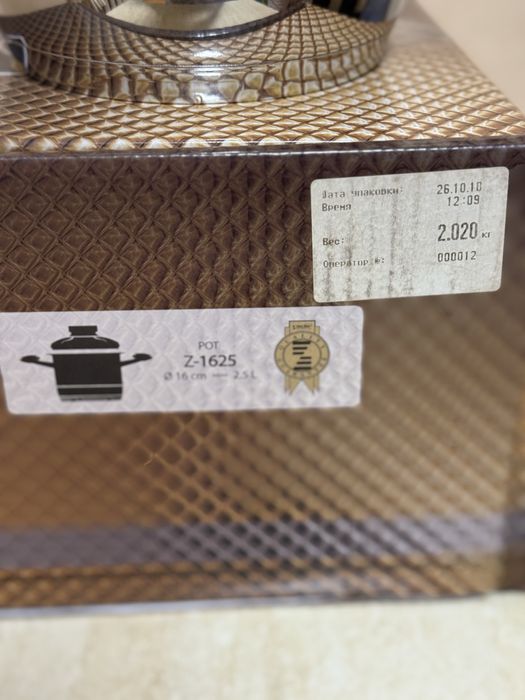 Дата упаковки: 26.10.10
Время 12:09
Вес: 2.020 кг
Оператор №: 000012
POT
Z-1625
Ø 16 cm — 2,5 L